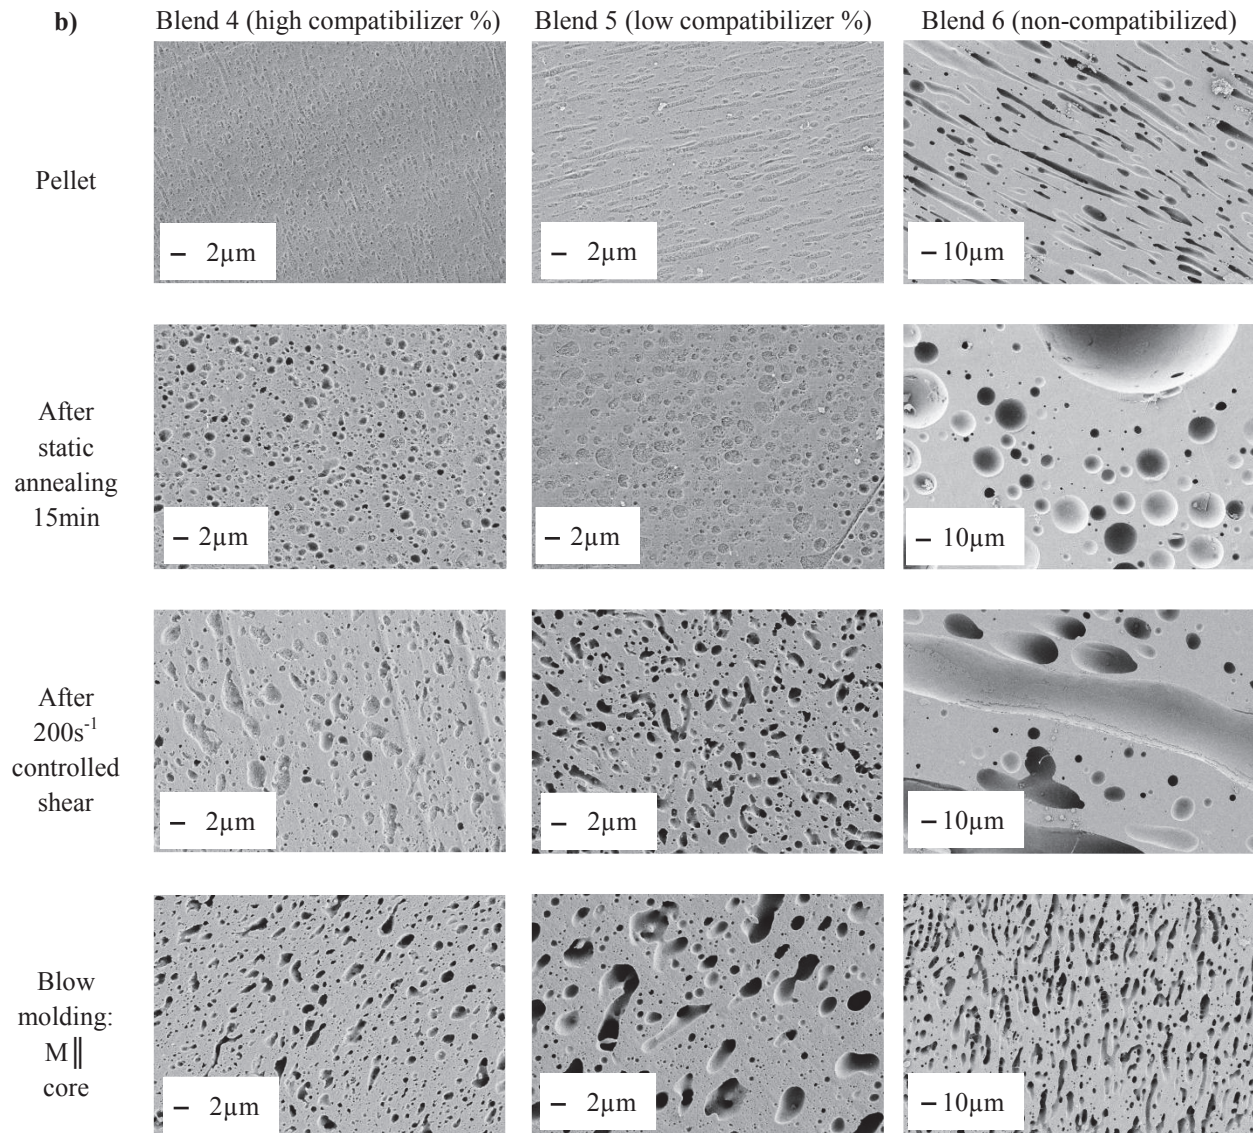 b) Blend 4 (high compatibilizer %) Blend 5 (low compatibilizer %) Blend 6 (non-compatibilized)
Pellet
– 2µm – 2µm – 10µm
After
static
annealing
15min
– 2µm – 2µm – 10µm
After
200s⁻¹
controlled
shear
– 2µm – 2µm – 10µm
Blow
molding:
M∥
core
– 2µm – 2µm – 10µm